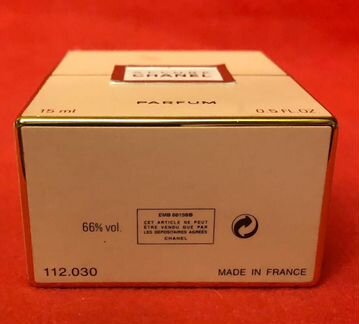 CHANEL
PARFUM
15 ml 0.5 FL.OZ
66% vol.
EMB 60159B
CET ARTICLE NE PEUT
ÊTRE VENDU QUE PAR
LES DÉPOSITAIRES AGRÉÉS
CHANEL
112.030 MADE IN FRANCE